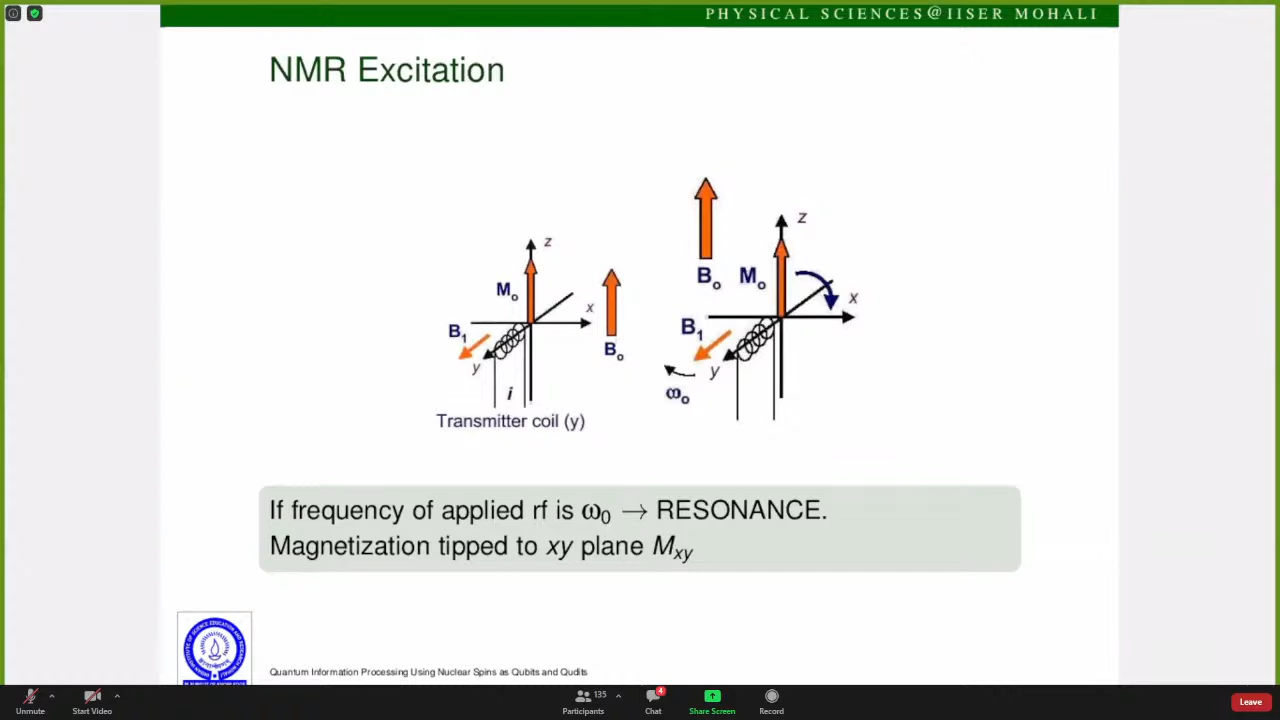 PHYSICAL SCIENCES@IISER MOHALI
NMR Excitation
z
M₀
x
B₁
y
i
B₀
Transmitter coil (y)
B₀
M₀
z
x
B₁
y
ω₀
If frequency of applied rf is ω₀ → RESONANCE.
Magnetization tipped to xy plane Mxy
Quantum Information Processing Using Nuclear Spins as Qubits and Qudits
Unmute
Start Video
135
Participants
4
Chat
Share Screen
Record
Leave